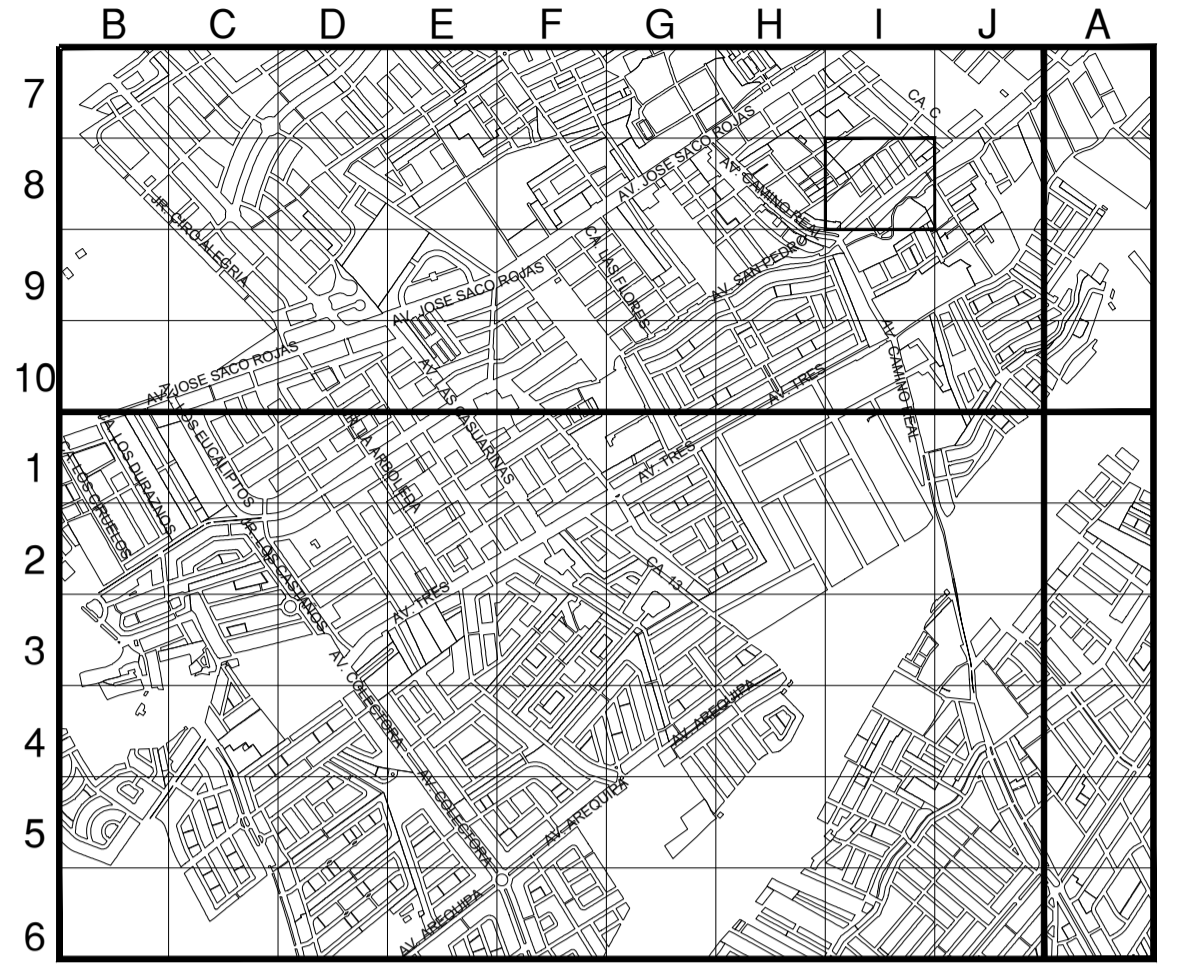 B C D E F G H I J A
7
CA. C
AV. JOSE SACO ROJAS
8
AV. CAMINO REAL
JR. CIRO ALEGRIA
CA. LAS FLORES
AV. SAN PEDRO
9
AV. JOSE SACO ROJAS
AV. CAMINO REAL
AV. JOSE SACO ROJAS
10
AV. LAS CASUARINAS
AV. TRES
LOS EUCALIPTOS
JR. LA ARBOLEDA
CA. LOS DURAZNOS
CA. LOS CIRUELOS
1
AV. TRES
JR. LOS CASTAÑOS
2
CA. 13
AV. TRES
3
AV. COLECTORA
AV. AREQUIPA
4
AV. COLECTORA
AV. AREQUIPA
5
AV. AREQUIPA
6